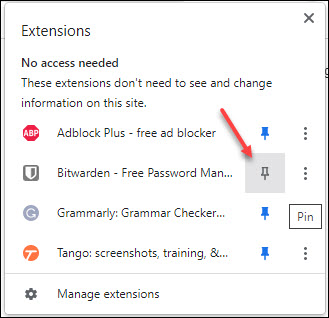 Extensions
No access needed
These extensions don't need to see and change
information on this site.
ABP Adblock Plus - free ad blocker
Bitwarden - Free Password Man...
G Grammarly: Grammar Checker...
Pin
Tango: screenshots, training, &...
Manage extensions